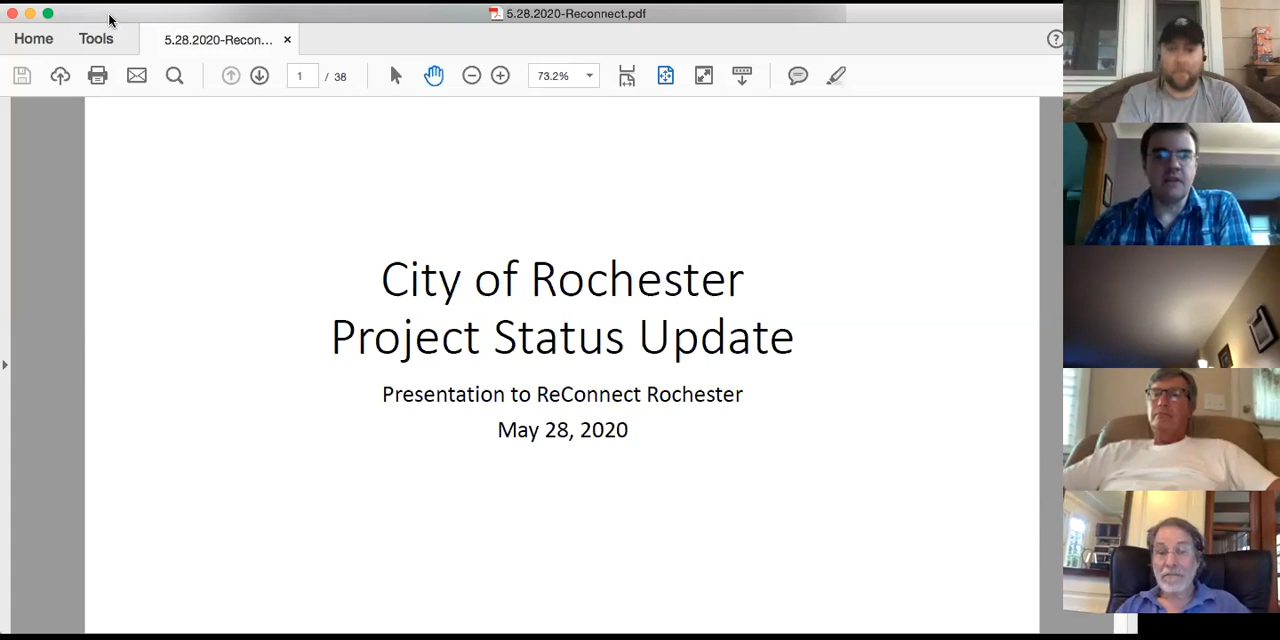 5.28.2020-Reconnect.pdf
Home Tools 5.28.2020-Recon... ×
1 / 38 73.2%
City of Rochester
Project Status Update
Presentation to ReConnect Rochester
May 28, 2020